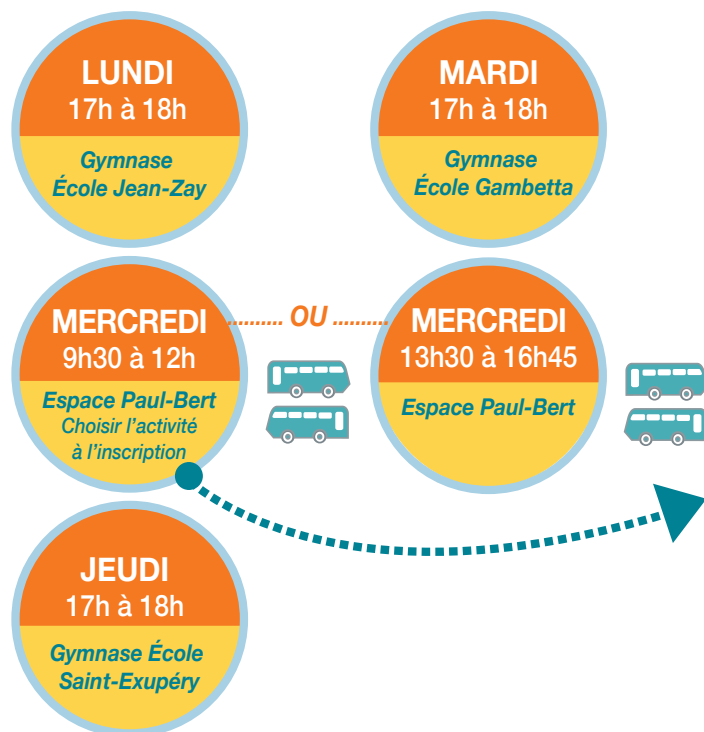 LUNDI
17h à 18h
Gymnase
École Jean-Zay
MARDI
17h à 18h
Gymnase
École Gambetta
MERCREDI
9h30 à 12h
Espace Paul-Bert
Choisir l’activité
à l’inscription
.......... OU ..........
MERCREDI
13h30 à 16h45
Espace Paul-Bert
JEUDI
17h à 18h
Gymnase École
Saint-Exupéry